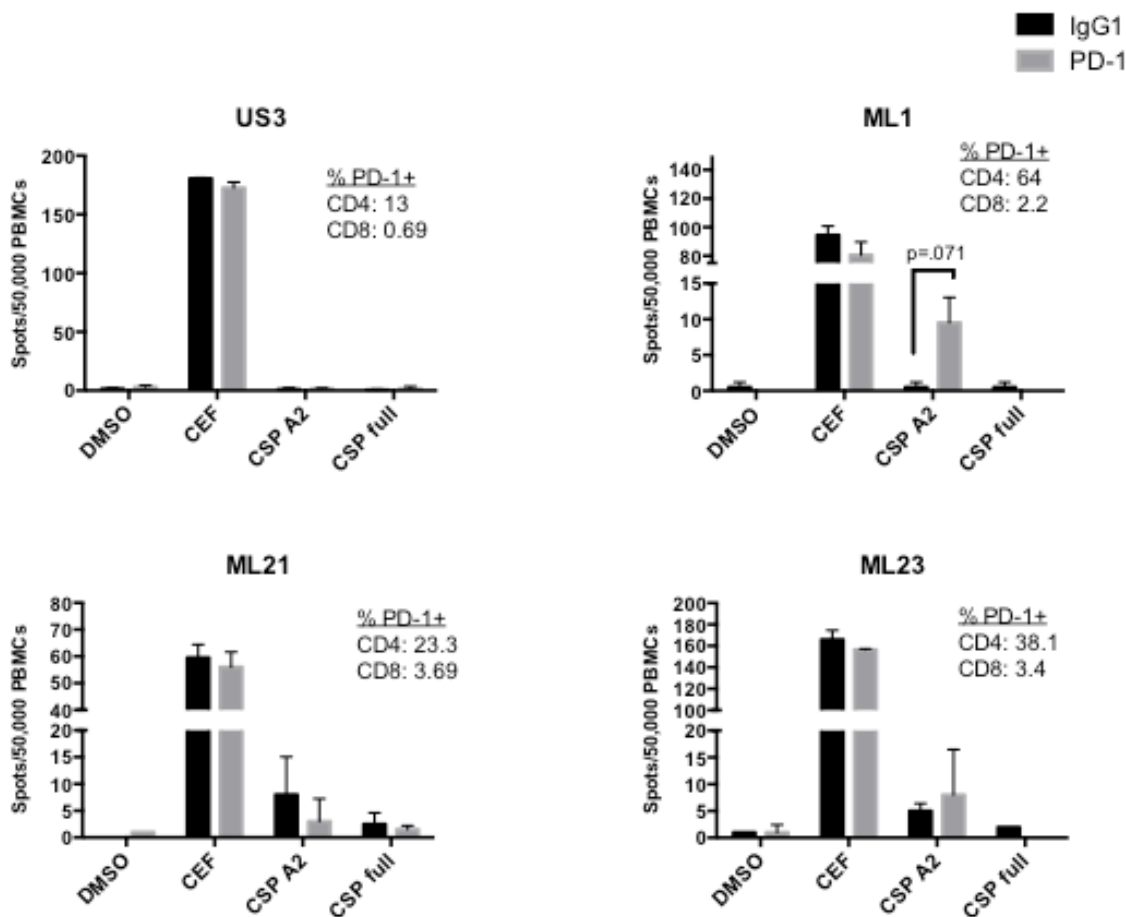 IgG1
PD-1
US3
Spots/50,000 PBMCs
200
150
100
50
0
% PD-1+
CD4: 13
CD8: 0.69
DMSO
CEF
CSP A2
CSP full
ML1
Spots/50,000 PBMCs
140
120
100
80
15
10
5
0
% PD-1+
CD4: 64
CD8: 2.2
p=.071
DMSO
CEF
CSP A2
CSP full
ML21
Spots/50,000 PBMCs
80
70
60
50
40
20
15
10
5
0
% PD-1+
CD4: 23.3
CD8: 3.69
DMSO
CEF
CSP A2
CSP full
ML23
Spots/50,000 PBMCs
200
180
160
140
120
100
20
15
10
5
0
% PD-1+
CD4: 38.1
CD8: 3.4
DMSO
CEF
CSP A2
CSP full